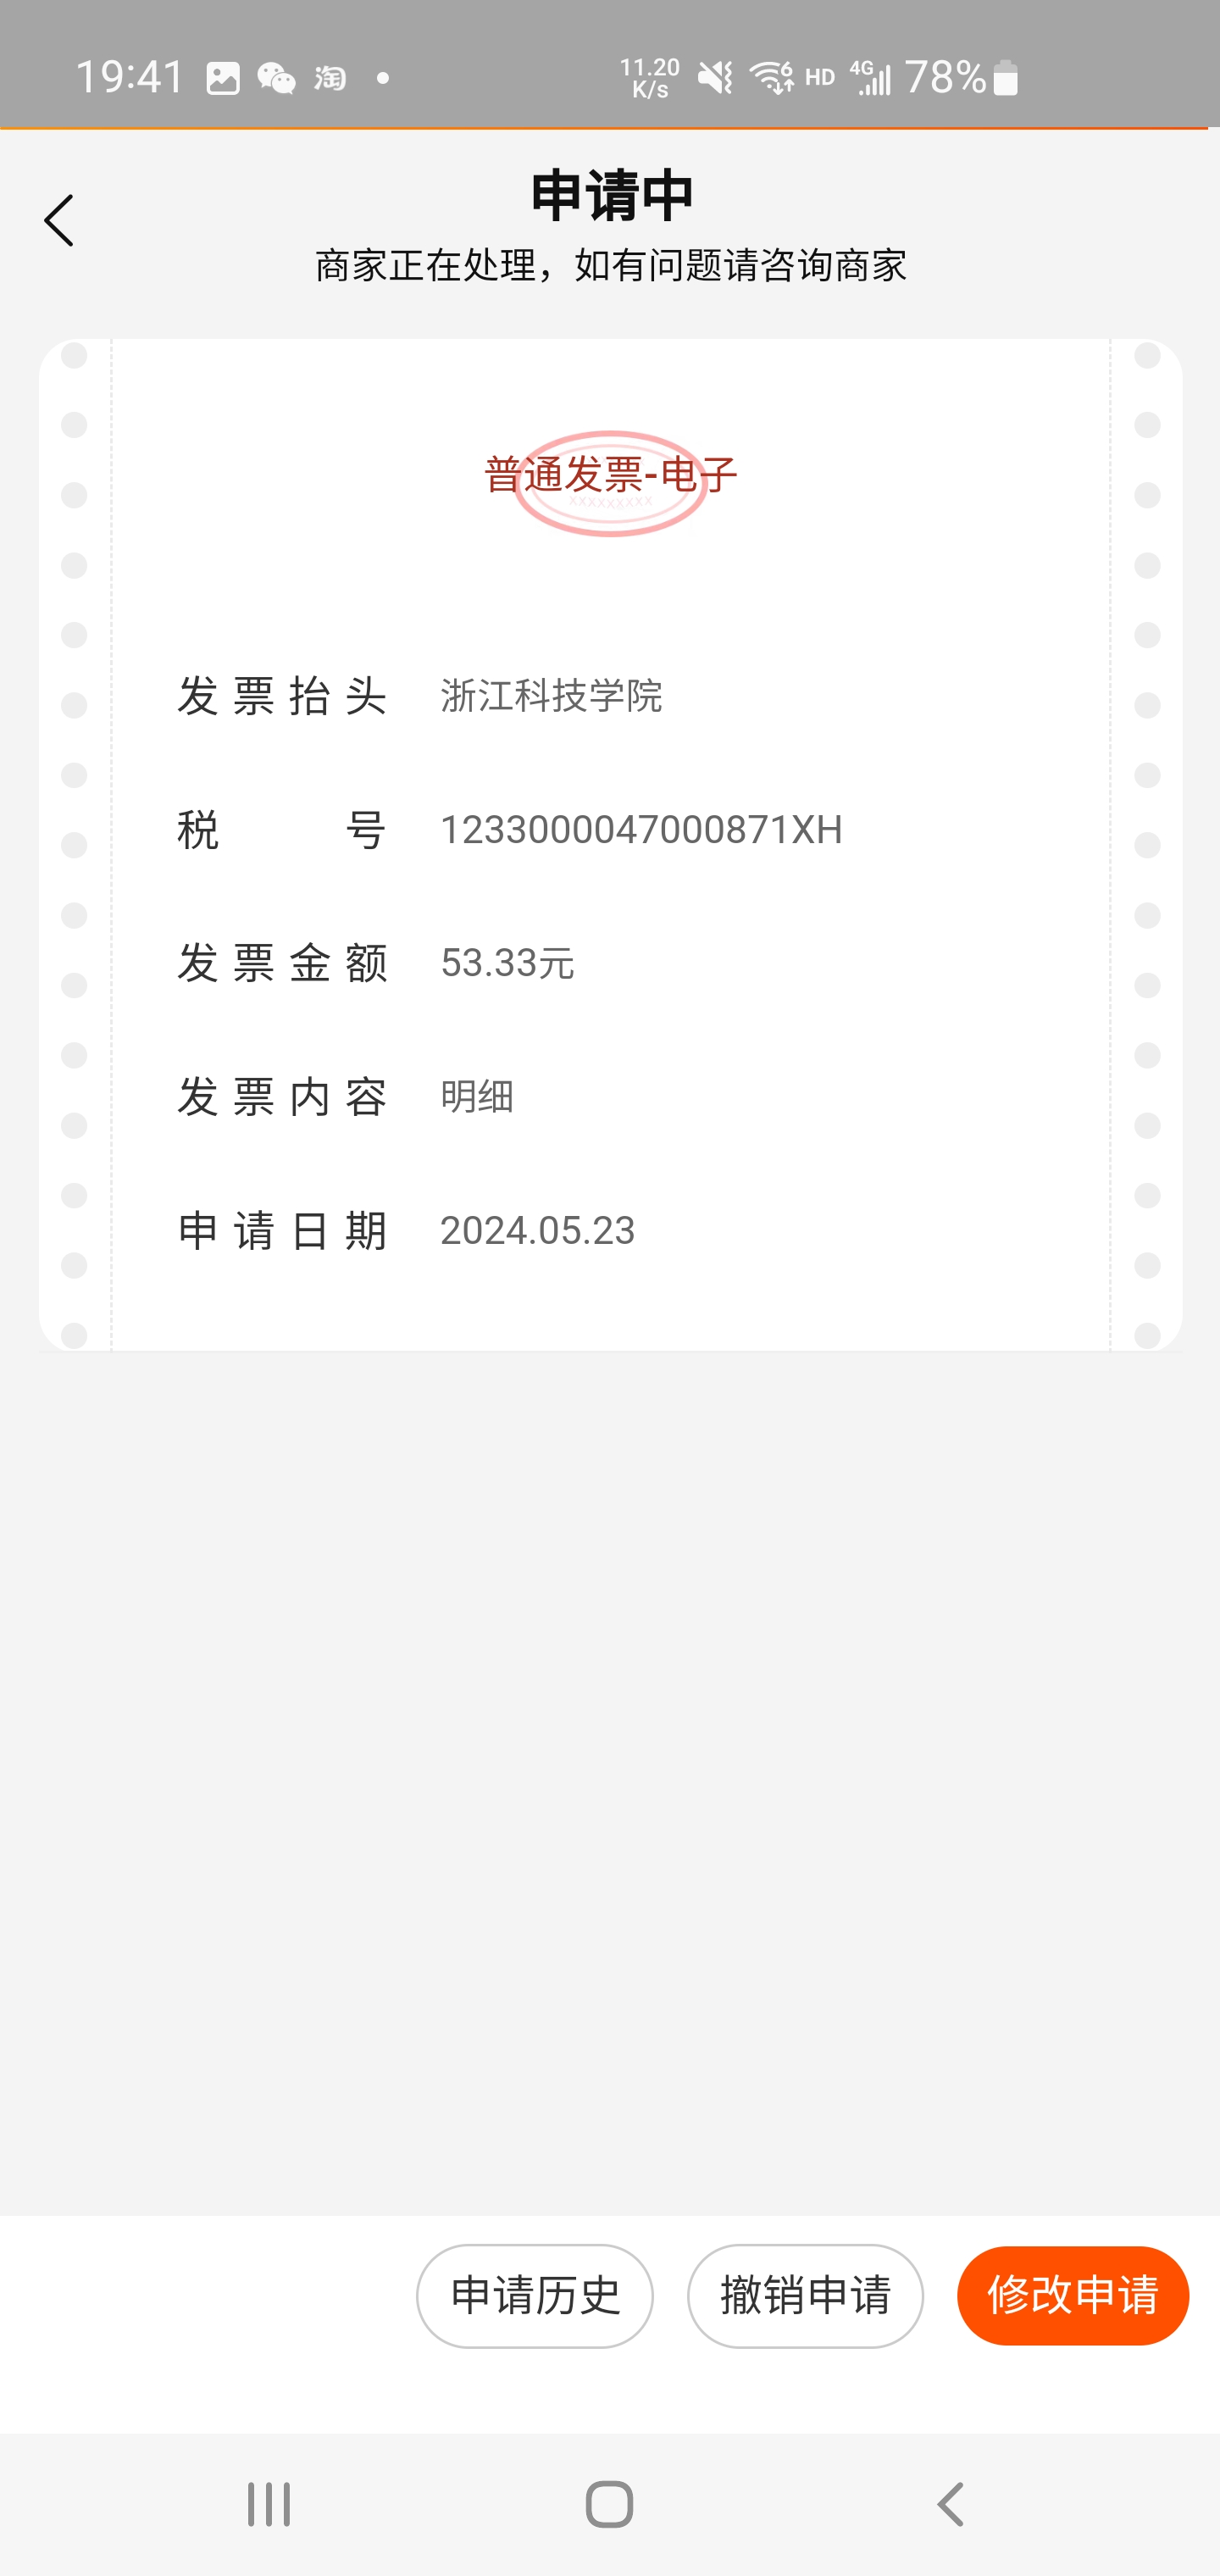 19:41 淘 11.20 K/s 6 HD 4G 78%
申请中
商家正在处理，如有问题请咨询商家
普通发票-电子
XXXXXXXXX
发票抬头 浙江科技学院
税号 1233000047000871XH
发票金额 53.33元
发票内容 明细
申请日期 2024.05.23
申请历史 撤销申请 修改申请